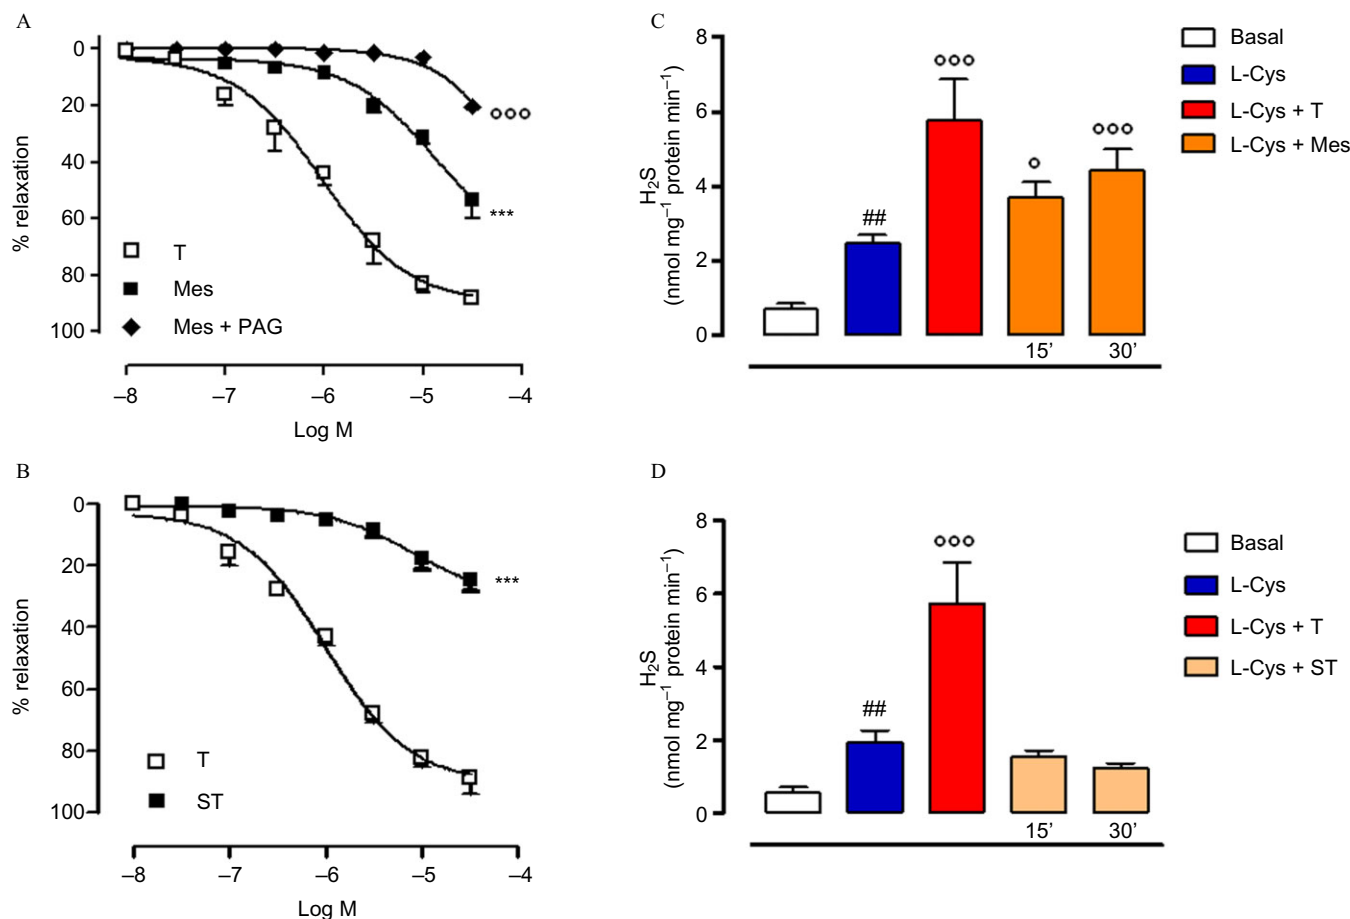 A
0
20
40
60
80
100
% relaxation
T
Mes
Mes + PAG
°°°
***
–8
–7
–6
–5
–4
Log M
C
8
6
4
2
0
H₂S
(nmol mg⁻¹ protein min⁻¹)
##
°°°
°
°°°
15’
30’
Basal
L-Cys
L-Cys + T
L-Cys + Mes
B
0
20
40
60
80
100
% relaxation
T
ST
***
–8
–7
–6
–5
–4
Log M
D
8
6
4
2
0
H₂S
(nmol mg⁻¹ protein min⁻¹)
##
°°°
15’
30’
Basal
L-Cys
L-Cys + T
L-Cys + ST